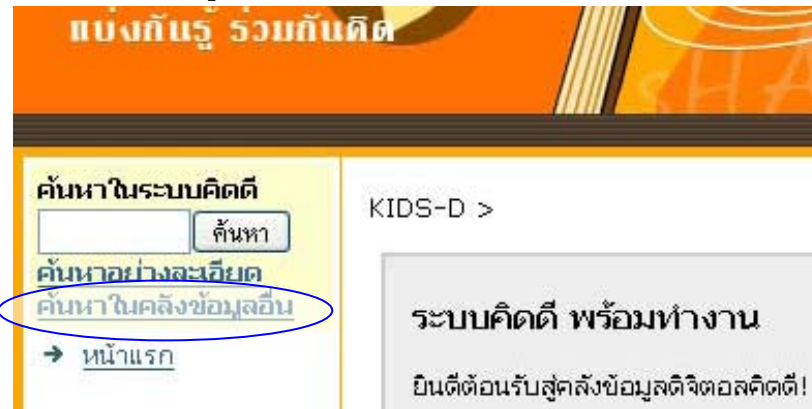 แบ่งกันรู้ ร่วมกันคิด
SHA
ค้นหาในระบบคิดดี
ค้นหา
ค้นหาอย่างละเอียด
ค้นหาในคลังข้อมูลอื่น
→ หน้าแรก
KIDS-D >
ระบบคิดดี พร้อมทำงาน
ยินดีต้อนรับสู่คลังข้อมูลดิจิตอลคิดดี!